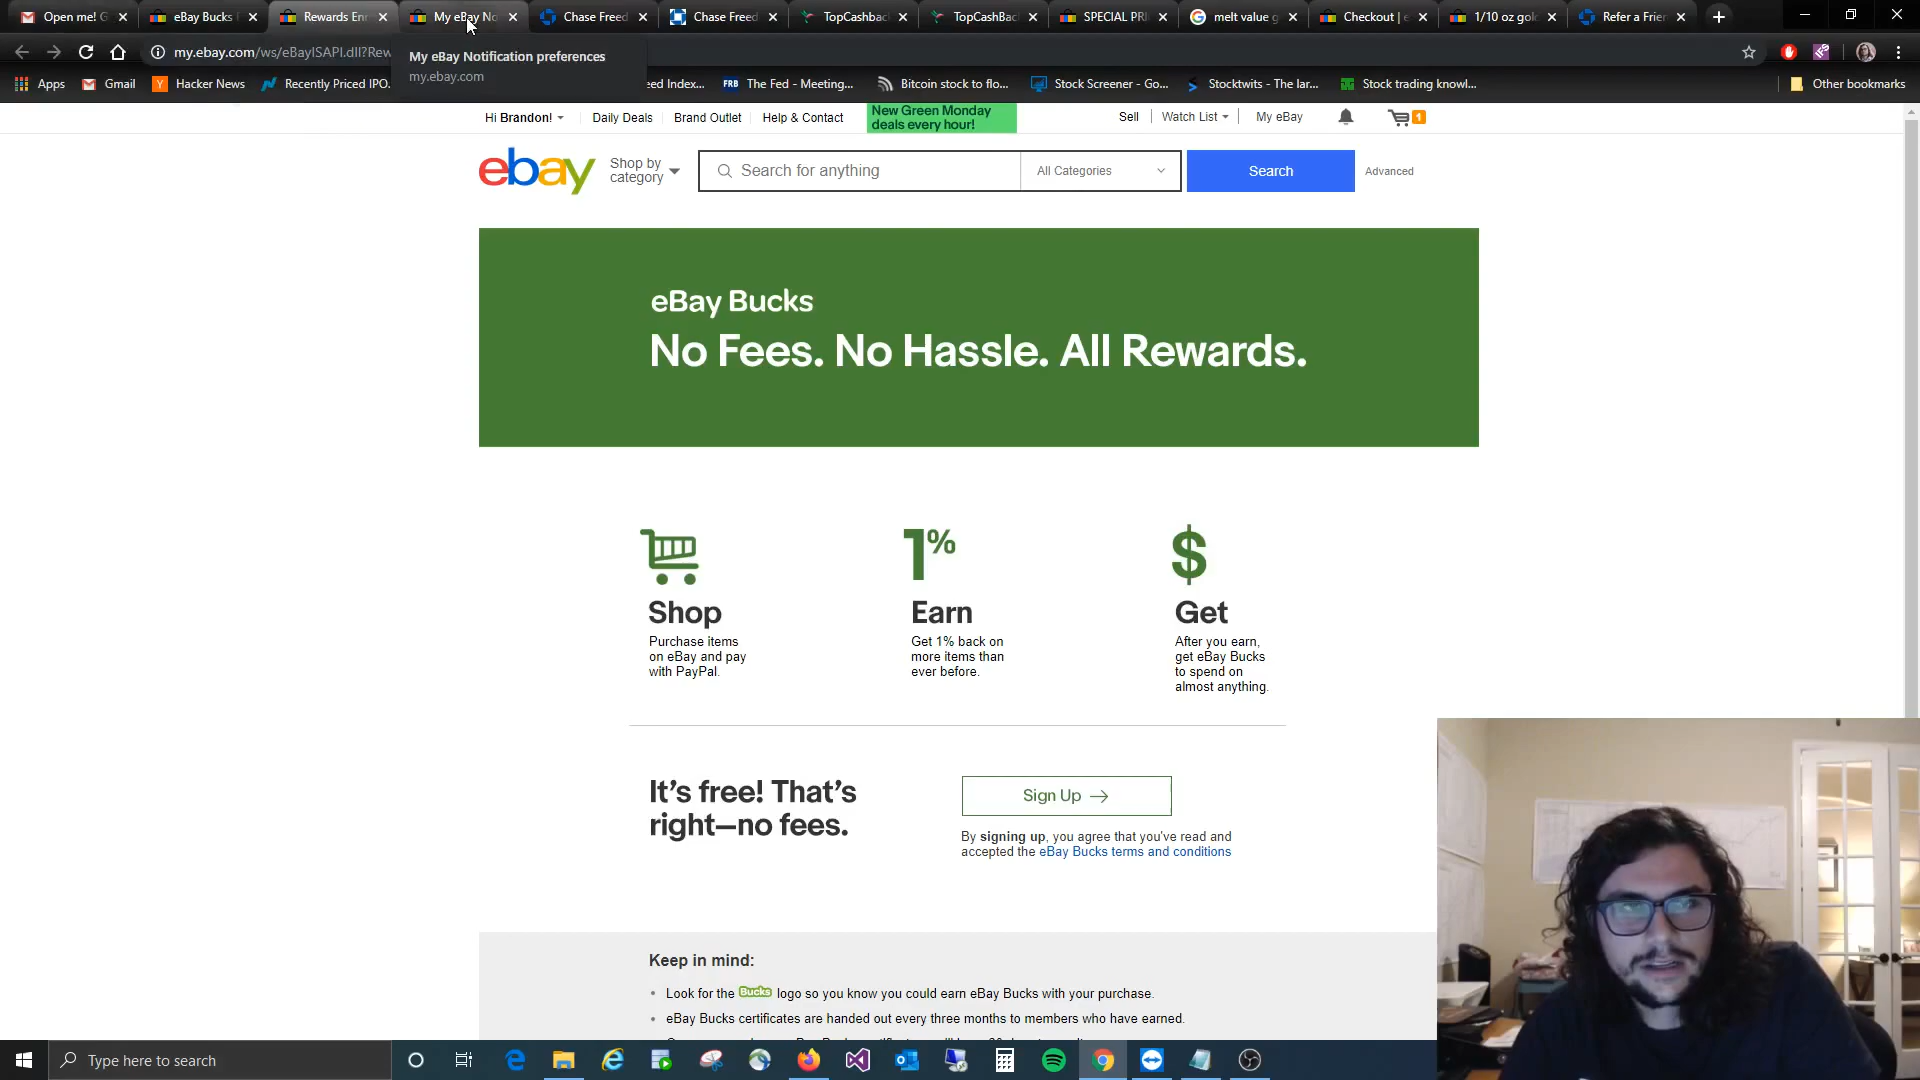 Open me! G
eBay Bucks
Rewards En
My eBay No
Chase Freed
Chase Freed
TopCashbac
TopCashBac
SPECIAL PR
melt value g
Checkout | e
1/10 oz gol
Refer a Frie
my.ebay.com/ws/eBayISAPI.dll?Rew
My eBay Notification preferences
my.ebay.com
Apps
Gmail
Hacker News
Recently Priced IPO
eed Index...
FRB
The Fed - Meeting...
Bitcoin stock to flo...
Stock Screener - Go...
Stocktwits - The lar...
Stock trading knowl...
Other bookmarks
Hi Brandon!
Daily Deals
Brand Outlet
Help & Contact
New Green Monday
deals every hour!
Sell
Watch List
My eBay
1
ebay
Shop by
category
Search for anything
All Categories
Search
Advanced
eBay Bucks
No Fees. No Hassle. All Rewards.
Shop
Purchase items
on eBay and pay
with PayPal.
1%
Earn
Get 1% back on
more items than
ever before.
$
Get
After you earn,
get eBay Bucks
to spend on
almost anything.
It's free! That's
right—no fees.
Sign Up →
By signing up, you agree that you've read and
accepted the eBay Bucks terms and conditions
Keep in mind:
• Look for the Bucks logo so you know you could earn eBay Bucks with your purchase.
• eBay Bucks certificates are handed out every three months to members who have earned.
Type here to search